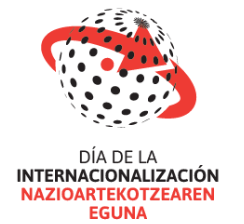 DÍA DE LA
INTERNACIONALIZACIÓN
NAZIOARTEKOTZEAREN
EGUNA